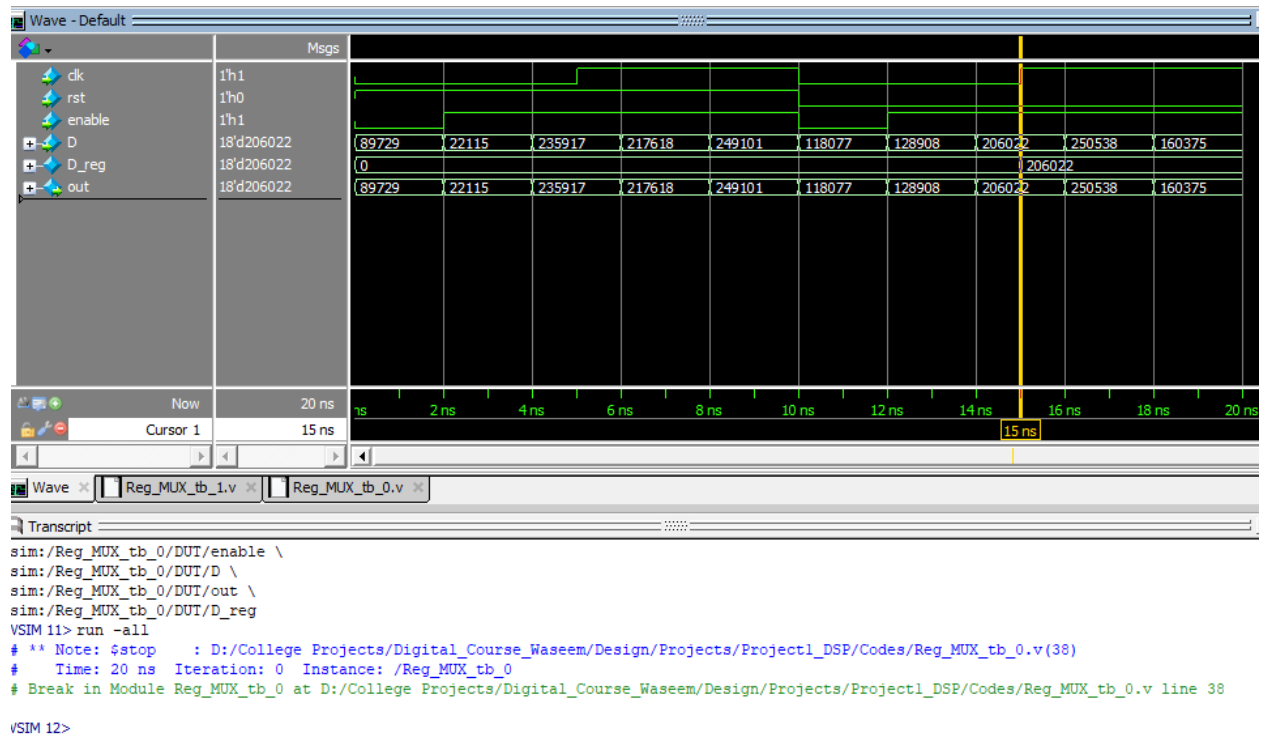 Wave - Default
Msgs
clk 1'h1
rst 1'h0
enable 1'h1
D 18'd206022 89729 22115 235917 217618 249101 118077 128908 206022 250538 160375
D_reg 18'd206022 0 206022
out 18'd206022 89729 22115 235917 217618 249101 118077 128908 206022 250538 160375
Now 20 ns ns 2 ns 4 ns 6 ns 8 ns 10 ns 12 ns 14 ns 16 ns 18 ns 20 ns
Cursor 1 15 ns 15 ns
Wave Reg_MUX_tb_1.v Reg_MUX_tb_0.v
Transcript
sim:/Reg_MUX_tb_0/DUT/enable \
sim:/Reg_MUX_tb_0/DUT/D \
sim:/Reg_MUX_tb_0/DUT/out \
sim:/Reg_MUX_tb_0/DUT/D_reg
VSIM 11> run -all
# ** Note: $stop : D:/College Projects/Digital_Course_Waseem/Design/Projects/Project1_DSP/Codes/Reg_MUX_tb_0.v(38)
# Time: 20 ns Iteration: 0 Instance: /Reg_MUX_tb_0
# Break in Module Reg_MUX_tb_0 at D:/College Projects/Digital_Course_Waseem/Design/Projects/Project1_DSP/Codes/Reg_MUX_tb_0.v line 38
VSIM 12>